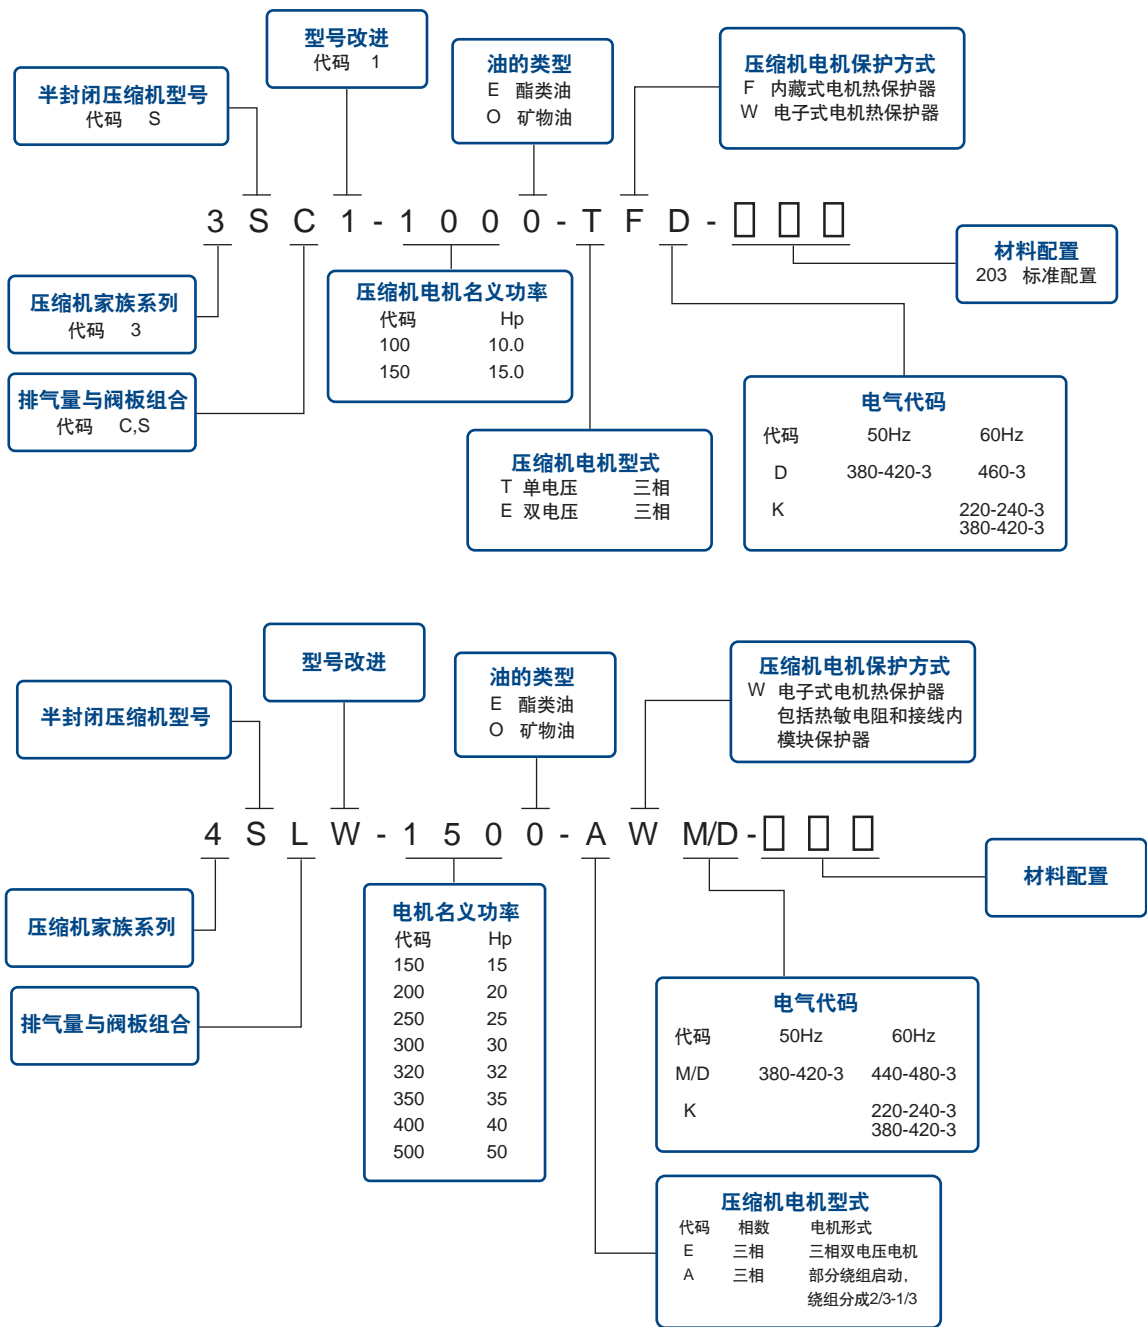 型号改进
代码 1
油的类型
E 酯类油
O 矿物油
压缩机电机保护方式
F 内藏式电机热保护器
W 电子式电机热保护器
半封闭压缩机型号
代码 S
3 S C 1 - 1 0 0 0 - T F D - □ □ □
材料配置
203 标准配置
压缩机家族系列
代码 3
压缩机电机名义功率
代码 Hp
100 10.0
150 15.0
排气量与阀板组合
代码 C,S
电气代码
代码 50Hz 60Hz
D 380-420-3 460-3
K 220-240-3
380-420-3
压缩机电机型式
T 单电压 三相
E 双电压 三相
型号改进
油的类型
E 酯类油
O 矿物油
压缩机电机保护方式
W 电子式电机热保护器
包括热敏电阻和接线内
模块保护器
半封闭压缩机型号
4 S L W - 1 5 0 0 - A W M/D - □ □ □
材料配置
压缩机家族系列
电机名义功率
代码 Hp
150 15
200 20
250 25
300 30
320 32
350 35
400 40
500 50
排气量与阀板组合
电气代码
代码 50Hz 60Hz
M/D 380-420-3 440-480-3
K 220-240-3
380-420-3
压缩机电机型式
代码 相数 电机形式
E 三相 三相双电压电机
A 三相 部分绕组启动,
绕组分成2/3-1/3